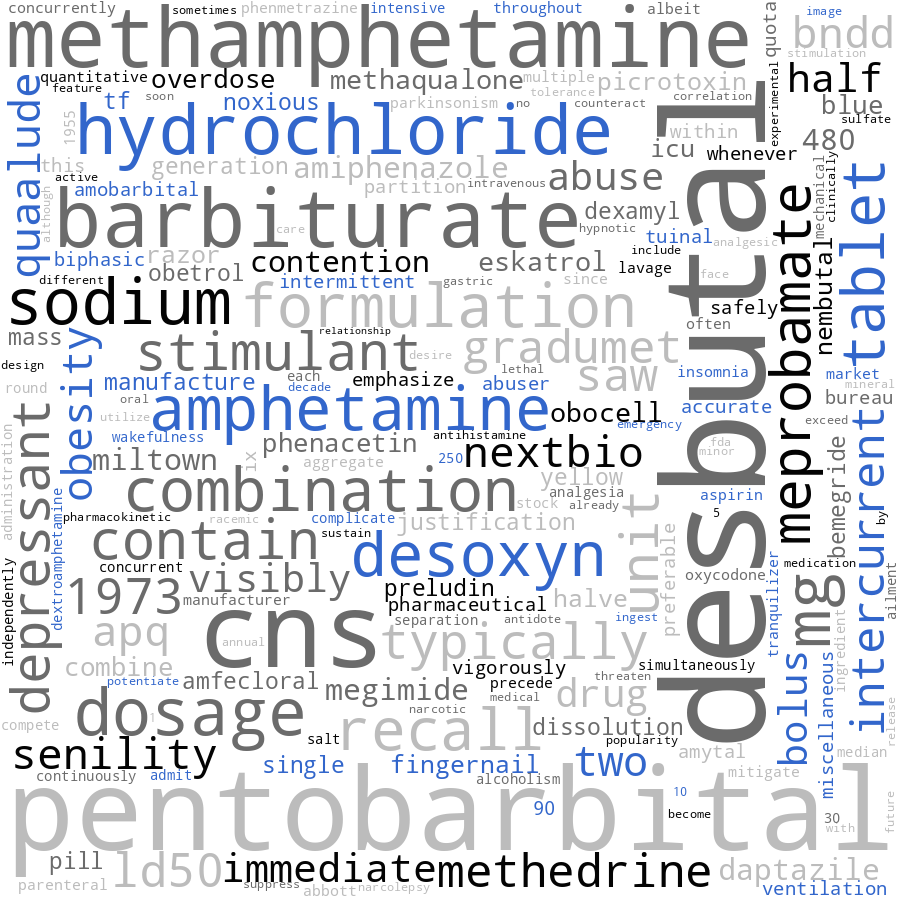 concurrently sometimes phenmetrazine intensive throughout • albeit quota image
methamphetamine bndd
stimulation
quantitative overdose methaqualone multiple picrotoxin experimental half
feature tolerance
quaalude tf soon noxious parkinsonism no counteract correlation blue
1955 hydrochloride sulfate
within 480
icu whenever
this generation amiphenazole
active partition intravenous abuse mechanical clinically tablet
amobarbital
although barbiturate dexamyl
care hypnotic tuinal analgesic
biphasic razor contention eskatrol include
obetrol lavage face
different intermittent gastric since
sodium formulation safely nembutal meprobamate
relationship often
mass stimulant gradumet desbutal
design desire
lethal
obesity manufacture each emphasize abuser saw insomnia market
round decade mineral
oral amphetamine obocell accurate bureau
utilize emergency exceed
wakefulness phenacetin antihistamine fda
minor
administration depressant miltown ix aggregate 250 nextbio yellow bemegride intercurrent
combination analgesia aspirin
stock already
dextroamphetamine pharmacokinetic racemic complicate justification unit 5 by
contain sustain
concurrent desoxyn preferable tranquilizer medication
independently 1973 visibly preludin oxycodone mg ailment
manufacturer pharmaceutical halve
apq annual cns separation antidote ingest ingredient
typically
combine vigorously simultaneously
potentiate amfecloral precede threaten bolus miscellaneous
megimide medical drug
dosage 1 narcotic release
compete recall dissolution
salt popularity
senility amytal median
continuously admit single fingernail two mitigate
alcoholism
pentobarbital 90 10 future
become 30
with
pill ld50 immediate methedrine daptazile
parenteral suppress abbott narcolepsy ventilation